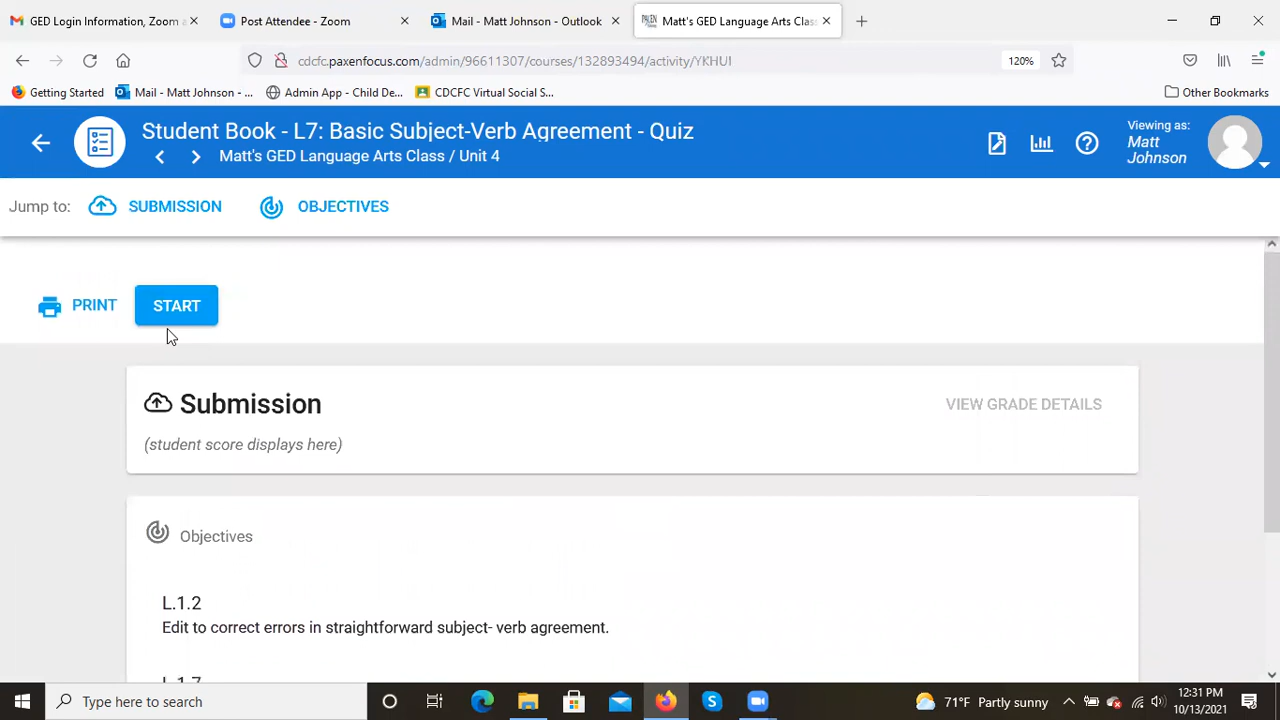 GED Login Information, Zoom a
Post Attendee - Zoom
Mail - Matt Johnson - Outlook
PAXEN
Matt's GED Language Arts Clas
cdcfc.paxenfocus.com/admin/96611307/courses/132893494/activity/YKHUI
120%
Getting Started
Mail - Matt Johnson - ...
Admin App - Child De...
CDCFC Virtual Social S...
Other Bookmarks
Student Book - L7: Basic Subject-Verb Agreement - Quiz
Matt's GED Language Arts Class / Unit 4
Viewing as:
Matt
Johnson
Jump to:
SUBMISSION
OBJECTIVES
PRINT
START
Submission
VIEW GRADE DETAILS
(student score displays here)
Objectives
L.1.2
Edit to correct errors in straightforward subject- verb agreement.
L.1.7
Type here to search
71°F Partly sunny
12:31 PM
10/13/2021